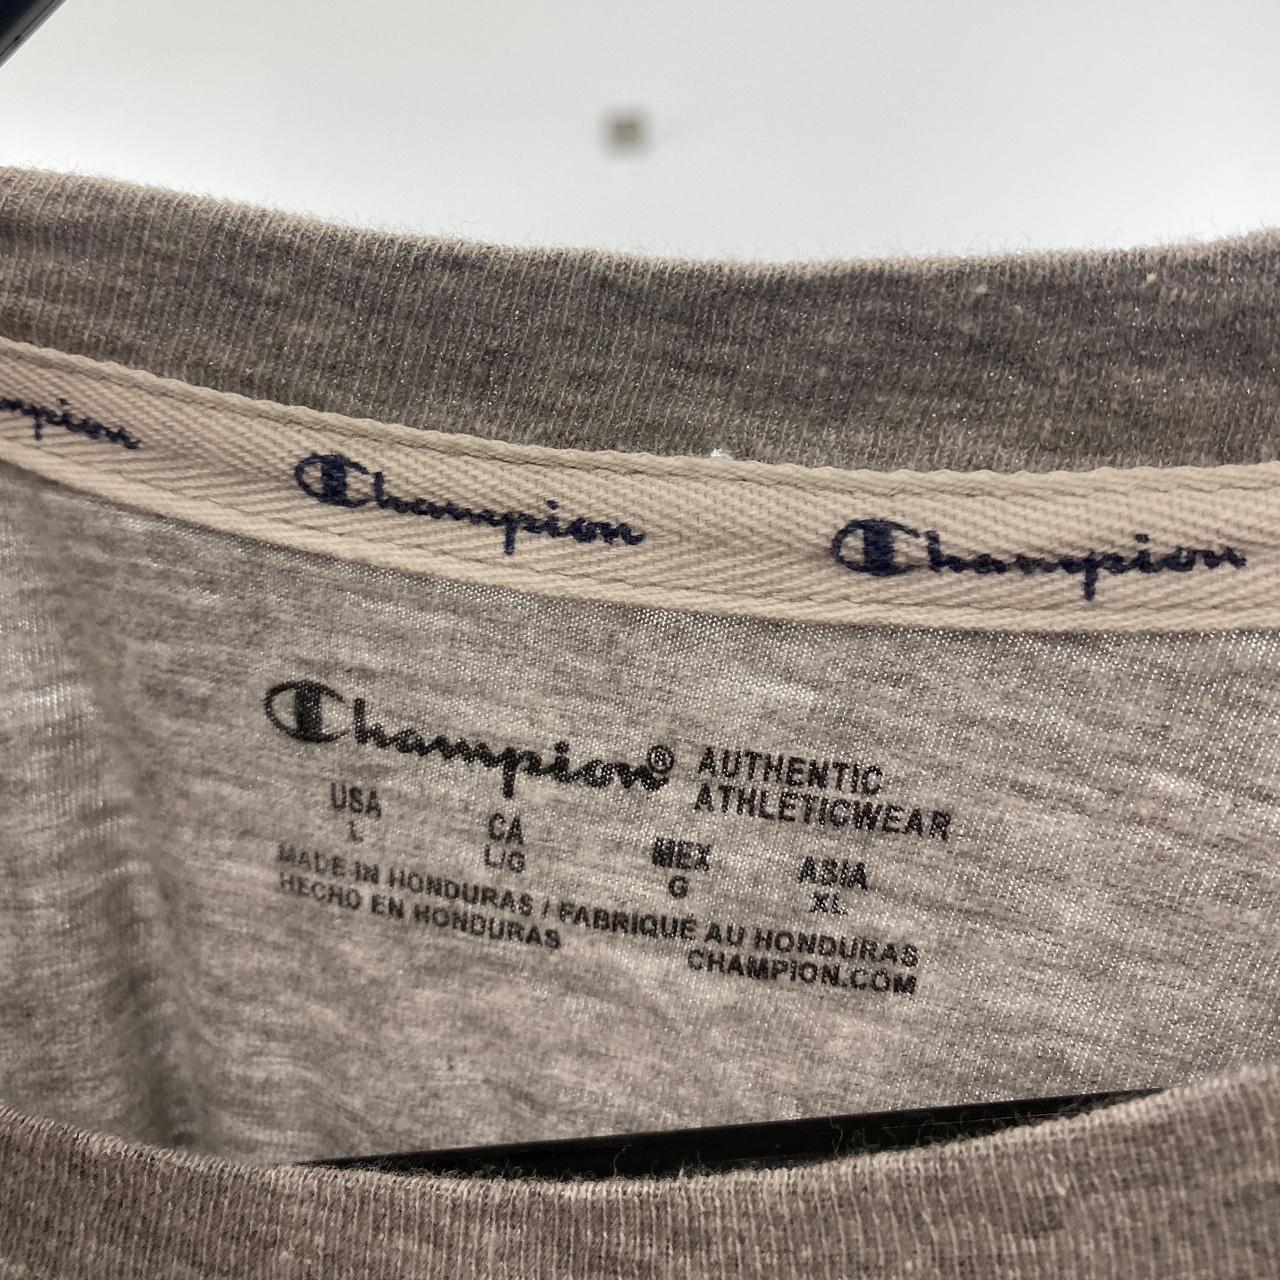 mpion
Champion
Champion
Champion®
AUTHENTIC
ATHLETICWEAR
USA CA MEX ASIA
L L/G G XL
MADE IN HONDURAS / FABRIQUÉ AU HONDURAS
HECHO EN HONDURAS
CHAMPION.COM